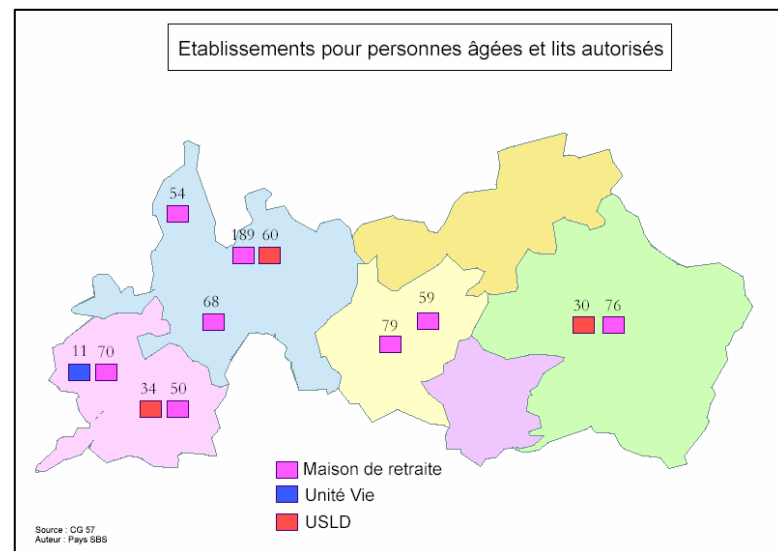 Etablissements pour personnes âgées et lits autorisés
54
189 60
68
59
79
30 76
11 70
34 50
Maison de retraite
Unité Vie
USLD
Source : CG 57
Auteur : Pays SBS